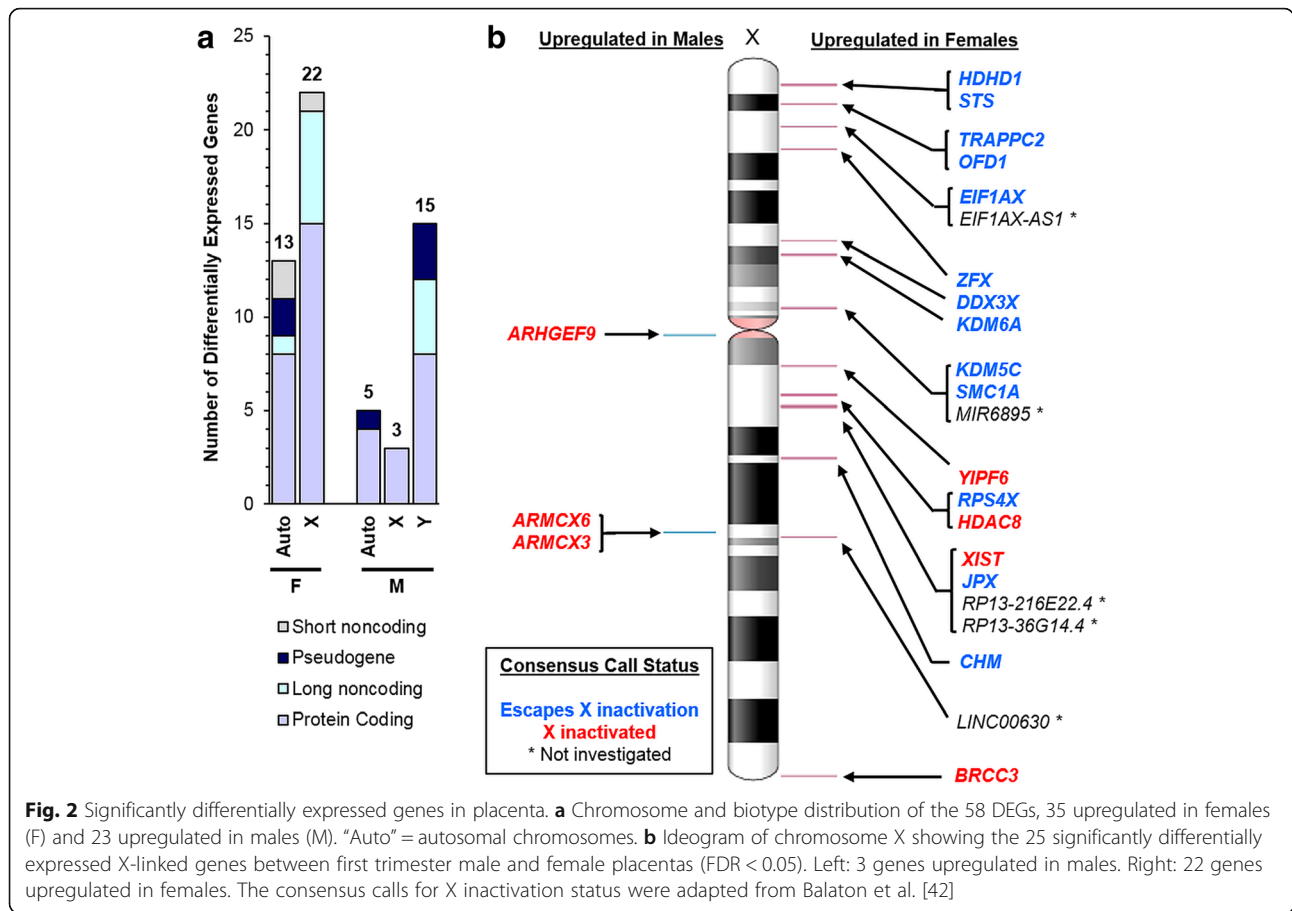 a
25
20
15
10
5
0
Number of Differentially Expressed Genes
13
22
5
3
15
Auto
X
Auto
X
Y
F
M
Short noncoding
Pseudogene
Long noncoding
Protein Coding
b
Upregulated in Males
X
Upregulated in Females
ARHGEF9
ARMCX6
ARMCX3
HDHD1
STS
TRAPPC2
OFD1
EIF1AX
EIF1AX-AS1 *
ZFX
DDX3X
KDM6A
KDM5C
SMC1A
MIR6895 *
YIPF6
RPS4X
HDAC8
XIST
JPX
RP13-216E22.4 *
RP13-36G14.4 *
CHM
LINC00630 *
BRCC3
Consensus Call Status
Escapes X inactivation
X inactivated
* Not investigated
Fig. 2 Significantly differentially expressed genes in placenta. a Chromosome and biotype distribution of the 58 DEGs, 35 upregulated in females
(F) and 23 upregulated in males (M). “Auto” = autosomal chromosomes. b Ideogram of chromosome X showing the 25 significantly differentially
expressed X-linked genes between first trimester male and female placentas (FDR < 0.05). Left: 3 genes upregulated in males. Right: 22 genes
upregulated in females. The consensus calls for X inactivation status were adapted from Balaton et al. [42]